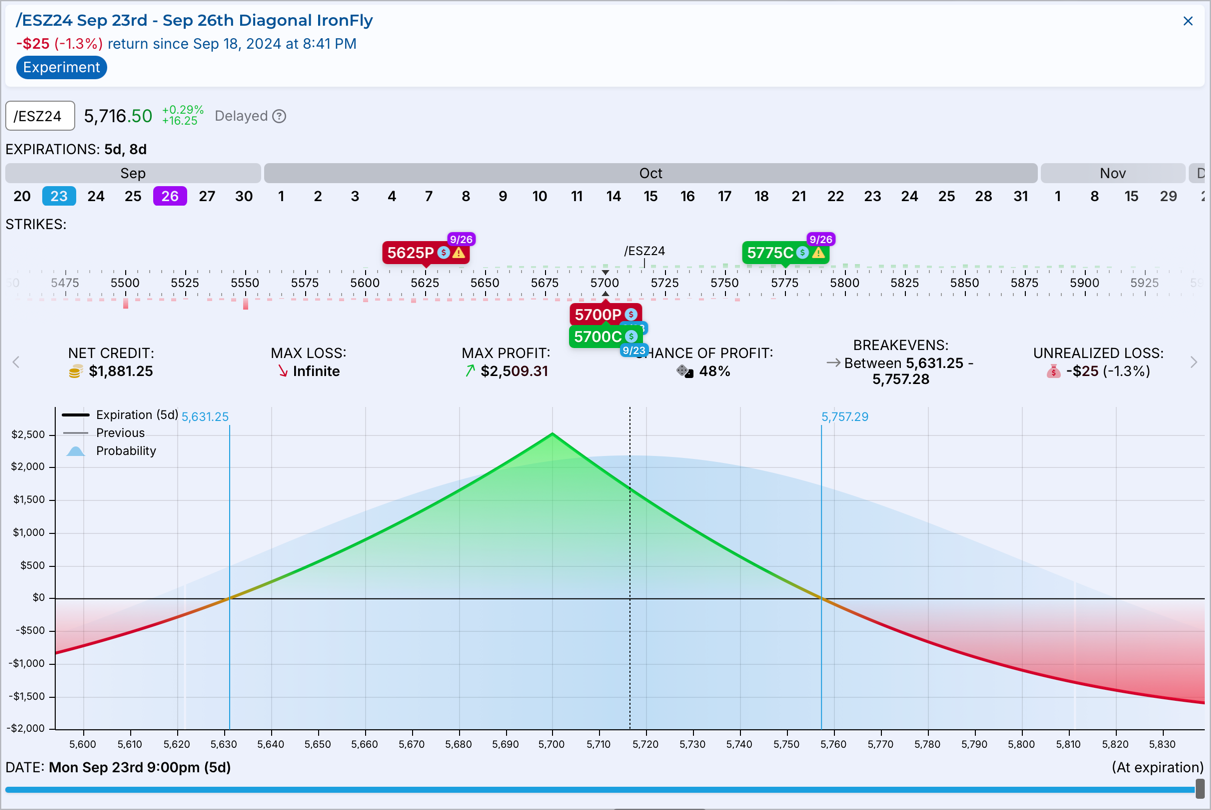 /ESZ24 Sep 23rd - Sep 26th Diagonal IronFly
-$25 (-1.3%) return since Sep 18, 2024 at 8:41 PM
Experiment
/ESZ24 5,716.50 +0.29% +16.25 Delayed ?
EXPIRATIONS: 5d, 8d
Sep Oct Nov D
20 23 24 25 26 27 30 1 2 3 4 7 8 9 10 11 14 15 16 17 18 21 22 23 24 25 28 31 1 8 15 29 2
STRIKES:
9/26 9/26
5625P $ /ESZ24 5775C $
5475 5500 5525 5550 5575 5600 5625 5650 5675 5700 5725 5750 5775 5800 5825 5850 5875 5900 5925
5700P $
5700C $
9/23
NET CREDIT: MAX LOSS: MAX PROFIT: HANCE OF PROFIT: BREAKEVENS: UNREALIZED LOSS:
$1,881.25 Infinite $2,509.31 48% Between 5,631.25 - -$25 (-1.3%)
5,757.28
Expiration (5d) 5,631.25 5,757.29
Previous
Probability
$2,500
$2,000
$1,500
$1,000
$500
$0
-$500
-$1,000
-$1,500
-$2,000
5,600 5,610 5,620 5,630 5,640 5,650 5,660 5,670 5,680 5,690 5,700 5,710 5,720 5,730 5,740 5,750 5,760 5,770 5,780 5,790 5,800 5,810 5,820 5,830
DATE: Mon Sep 23rd 9:00pm (5d) (At expiration)